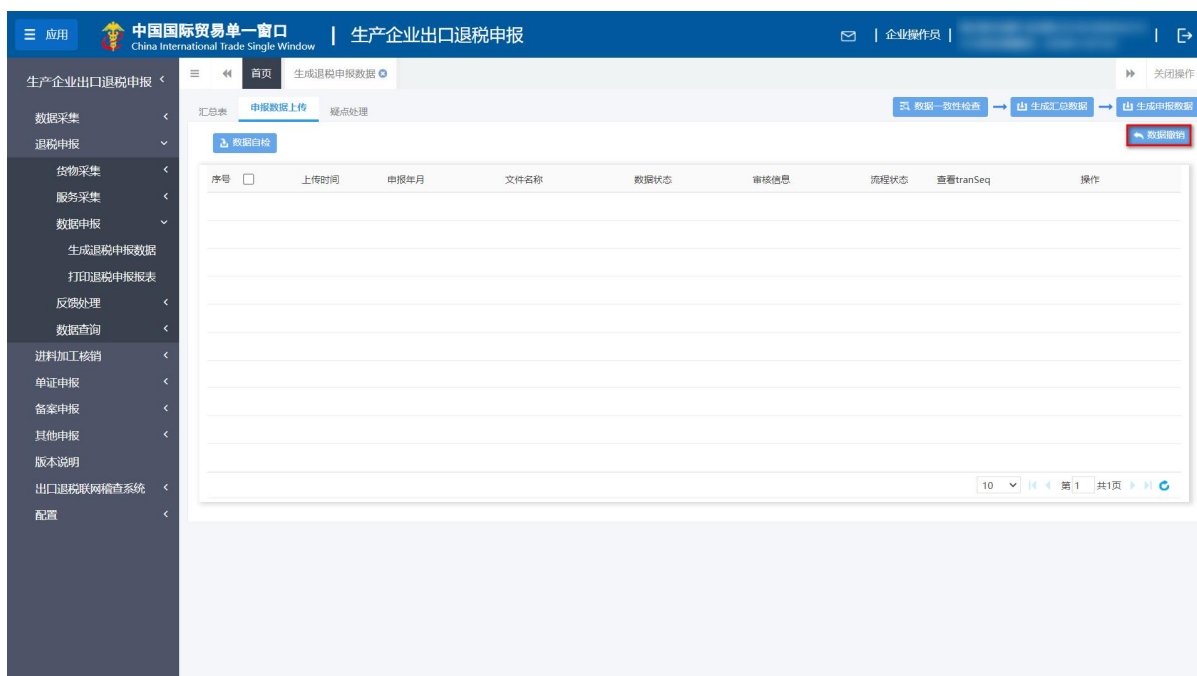 应用
中国国际贸易单一窗口
China International Trade Single Window
生产企业出口退税申报
企业操作员
生产企业出口退税申报
首页
生成退税申报数据
关闭操作
汇总表
申报数据上传
疑点处理
数据一致性检查
生成汇总数据
生成申报数据
数据自检
数据撤销
序号 上传时间 申报年月 文件名称 数据状态 审核信息 流程状态 查看tranSeq 操作
数据采集
退税申报
货物采集
服务采集
数据申报
生成退税申报数据
打印退税申报报表
反馈处理
数据查询
进料加工核销
单证申报
备案申报
其他申报
版本说明
出口退税联网稽查系统
配置
10 第 1 共1页